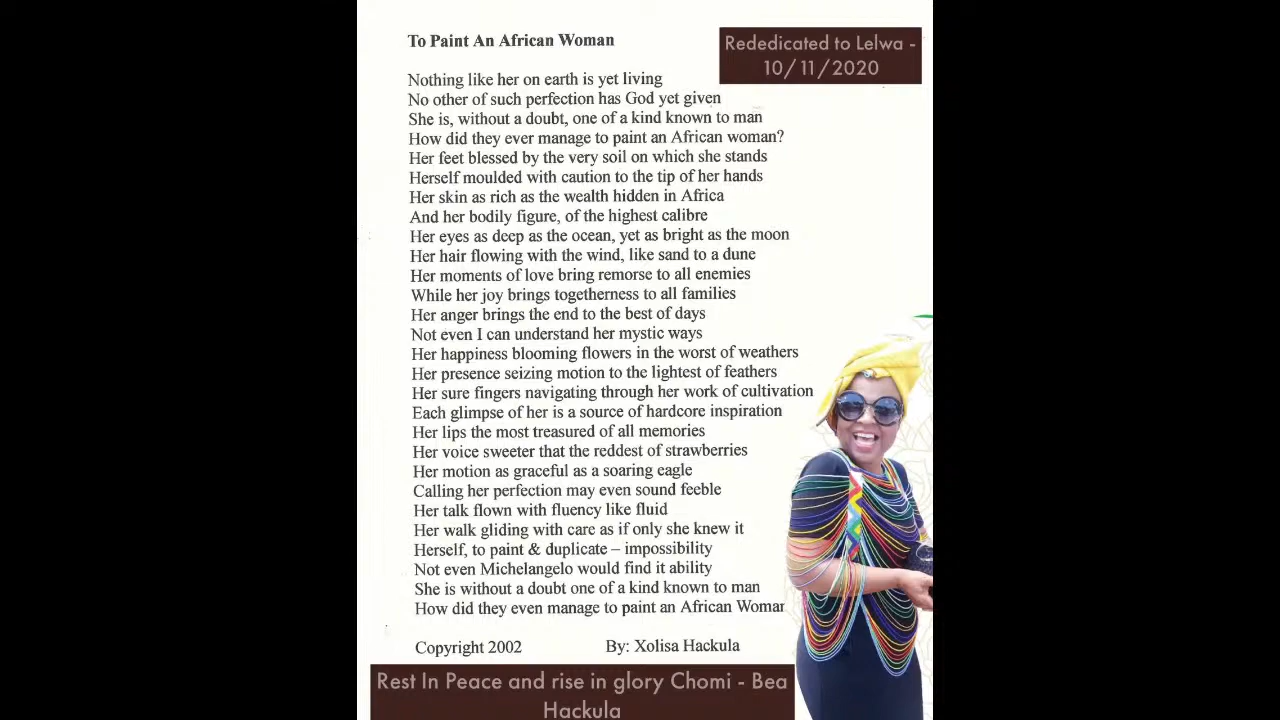 To Paint An African Woman
Rededicated to Lelwa -
10/11/2020
Nothing like her on earth is yet living
No other of such perfection has God yet given
She is, without a doubt, one of a kind known to man
How did they ever manage to paint an African woman?
Her feet blessed by the very soil on which she stands
Herself moulded with caution to the tip of her hands
Her skin as rich as the wealth hidden in Africa
And her bodily figure, of the highest calibre
Her eyes as deep as the ocean, yet as bright as the moon
Her hair flowing with the wind, like sand to a dune
Her moments of love bring remorse to all enemies
While her joy brings togetherness to all families
Her anger brings the end to the best of days
Not even I can understand her mystic ways
Her happiness blooming flowers in the worst of weathers
Her presence seizing motion to the lightest of feathers
Her sure fingers navigating through her work of cultivation
Each glimpse of her is a source of hardcore inspiration
Her lips the most treasured of all memories
Her voice sweeter that the reddest of strawberries
Her motion as graceful as a soaring eagle
Calling her perfection may even sound feeble
Her talk flown with fluency like fluid
Her walk gliding with care as if only she knew it
Herself, to paint & duplicate – impossibility
Not even Michelangelo would find it ability
She is without a doubt one of a kind known to man
How did they even manage to paint an African Woman
Copyright 2002 By: Xolisa Hackula
Rest In Peace and rise in glory Chomi - Bea
Hackula